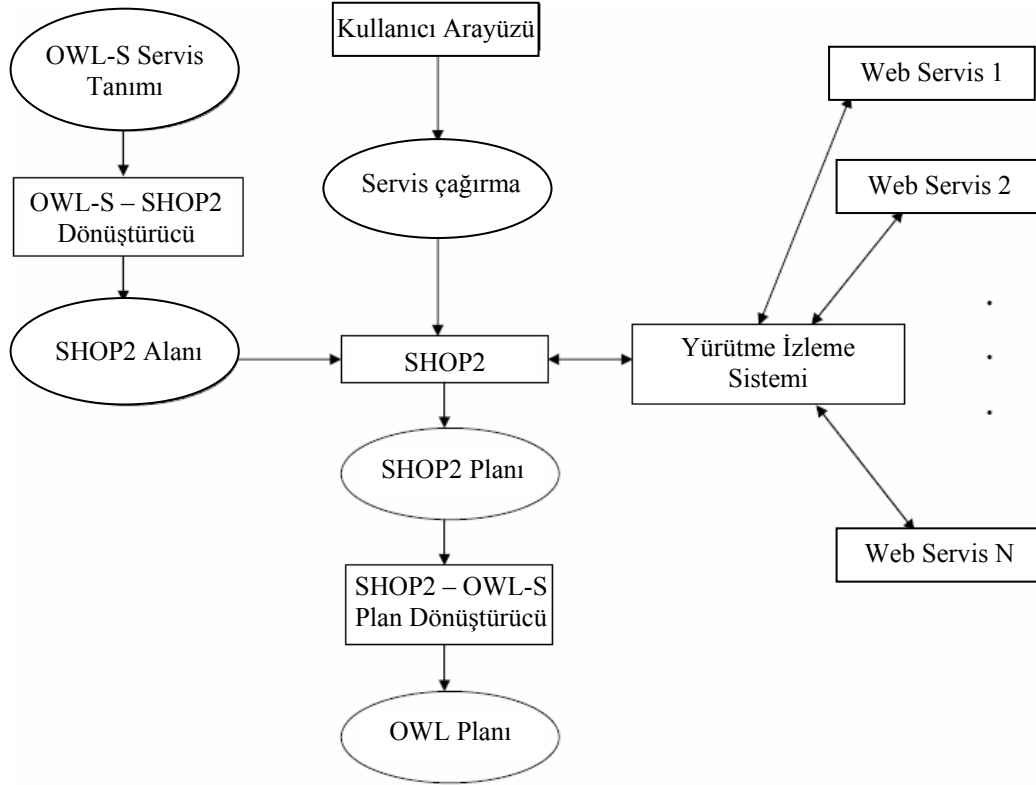 OWL-S Servis
Tanımı
OWL-S – SHOP2
Dönüştürücü
SHOP2 Alanı
Kullanıcı Arayüzü
Servis çağırma
SHOP2
SHOP2 Planı
SHOP2 – OWL-S
Plan Dönüştürücü
OWL Planı
Yürütme İzleme
Sistemi
Web Servis 1
Web Servis 2
Web Servis N